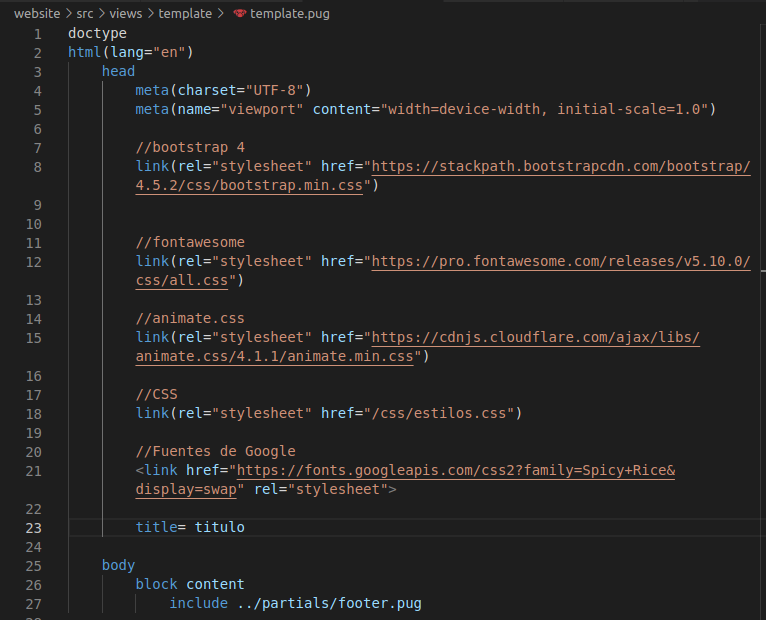 website > src > views > template > template.pug
1 doctype
2 html(lang="en")
3 head
4 meta(charset="UTF-8")
5 meta(name="viewport" content="width=device-width, initial-scale=1.0")
6
7 //bootstrap 4
8 link(rel="stylesheet" href="https://stackpath.bootstrapcdn.com/bootstrap/
4.5.2/css/bootstrap.min.css")
9
10
11 //fontawesome
12 link(rel="stylesheet" href="https://pro.fontawesome.com/releases/v5.10.0/
css/all.css")
13
14 //animate.css
15 link(rel="stylesheet" href="https://cdnjs.cloudflare.com/ajax/libs/
animate.css/4.1.1/animate.min.css")
16
17 //CSS
18 link(rel="stylesheet" href="/css/estilos.css")
19
20 //Fuentes de Google
21 <link href="https://fonts.googleapis.com/css2?family=Spicy+Rice&
display=swap" rel="stylesheet">
22
23 title= titulo
24
25 body
26 block content
27 include ../partials/footer.pug
28